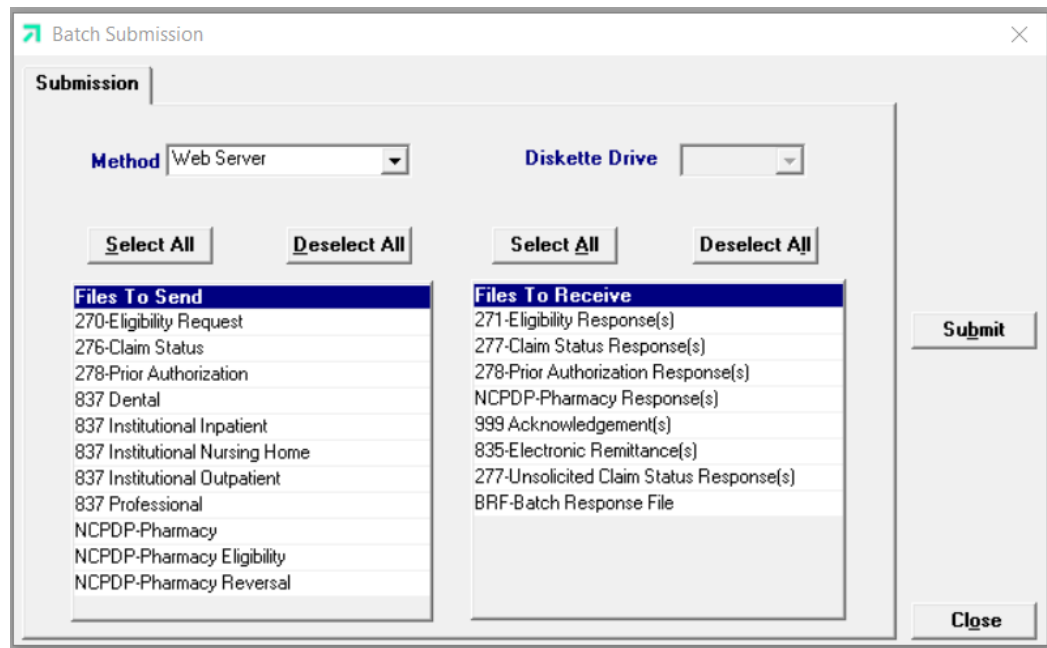 Batch Submission
Submission
Method Web Server Diskette Drive
Select All Deselect All Select All Deselect All
Files To Send
270-Eligibility Request
276-Claim Status
278-Prior Authorization
837 Dental
837 Institutional Inpatient
837 Institutional Nursing Home
837 Institutional Outpatient
837 Professional
NCPDP-Pharmacy
NCPDP-Pharmacy Eligibility
NCPDP-Pharmacy Reversal
Files To Receive
271-Eligibility Response(s)
277-Claim Status Response(s)
278-Prior Authorization Response(s)
NCPDP-Pharmacy Response(s)
999 Acknowledgement(s)
835-Electronic Remittance(s)
277-Unsolicited Claim Status Response(s)
BRF-Batch Response File
Submit
Close